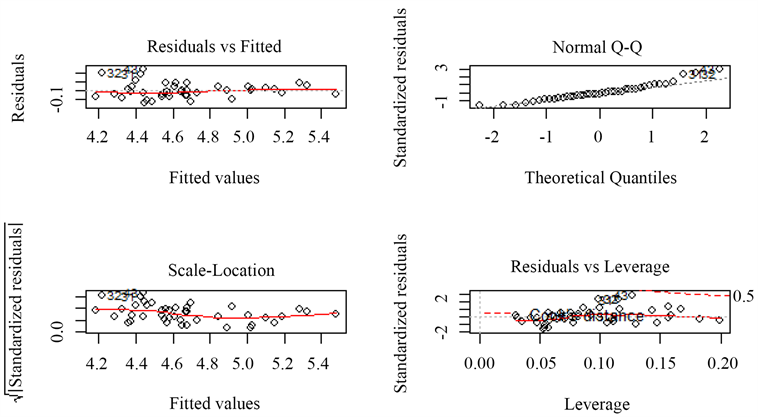 Residuals vs Fitted
Residuals
-0.1
4.2 4.4 4.6 4.8 5.0 5.2 5.4
Fitted values
Normal Q-Q
Standardized residuals
3
-1
-2 -1 0 1 2
Theoretical Quantiles
Scale-Location
√|Standardized residuals|
0.0
4.2 4.4 4.6 4.8 5.0 5.2 5.4
Fitted values
Residuals vs Leverage
Standardized residuals
2
-2
0.5
distance
0.00 0.05 0.10 0.15 0.20
Leverage